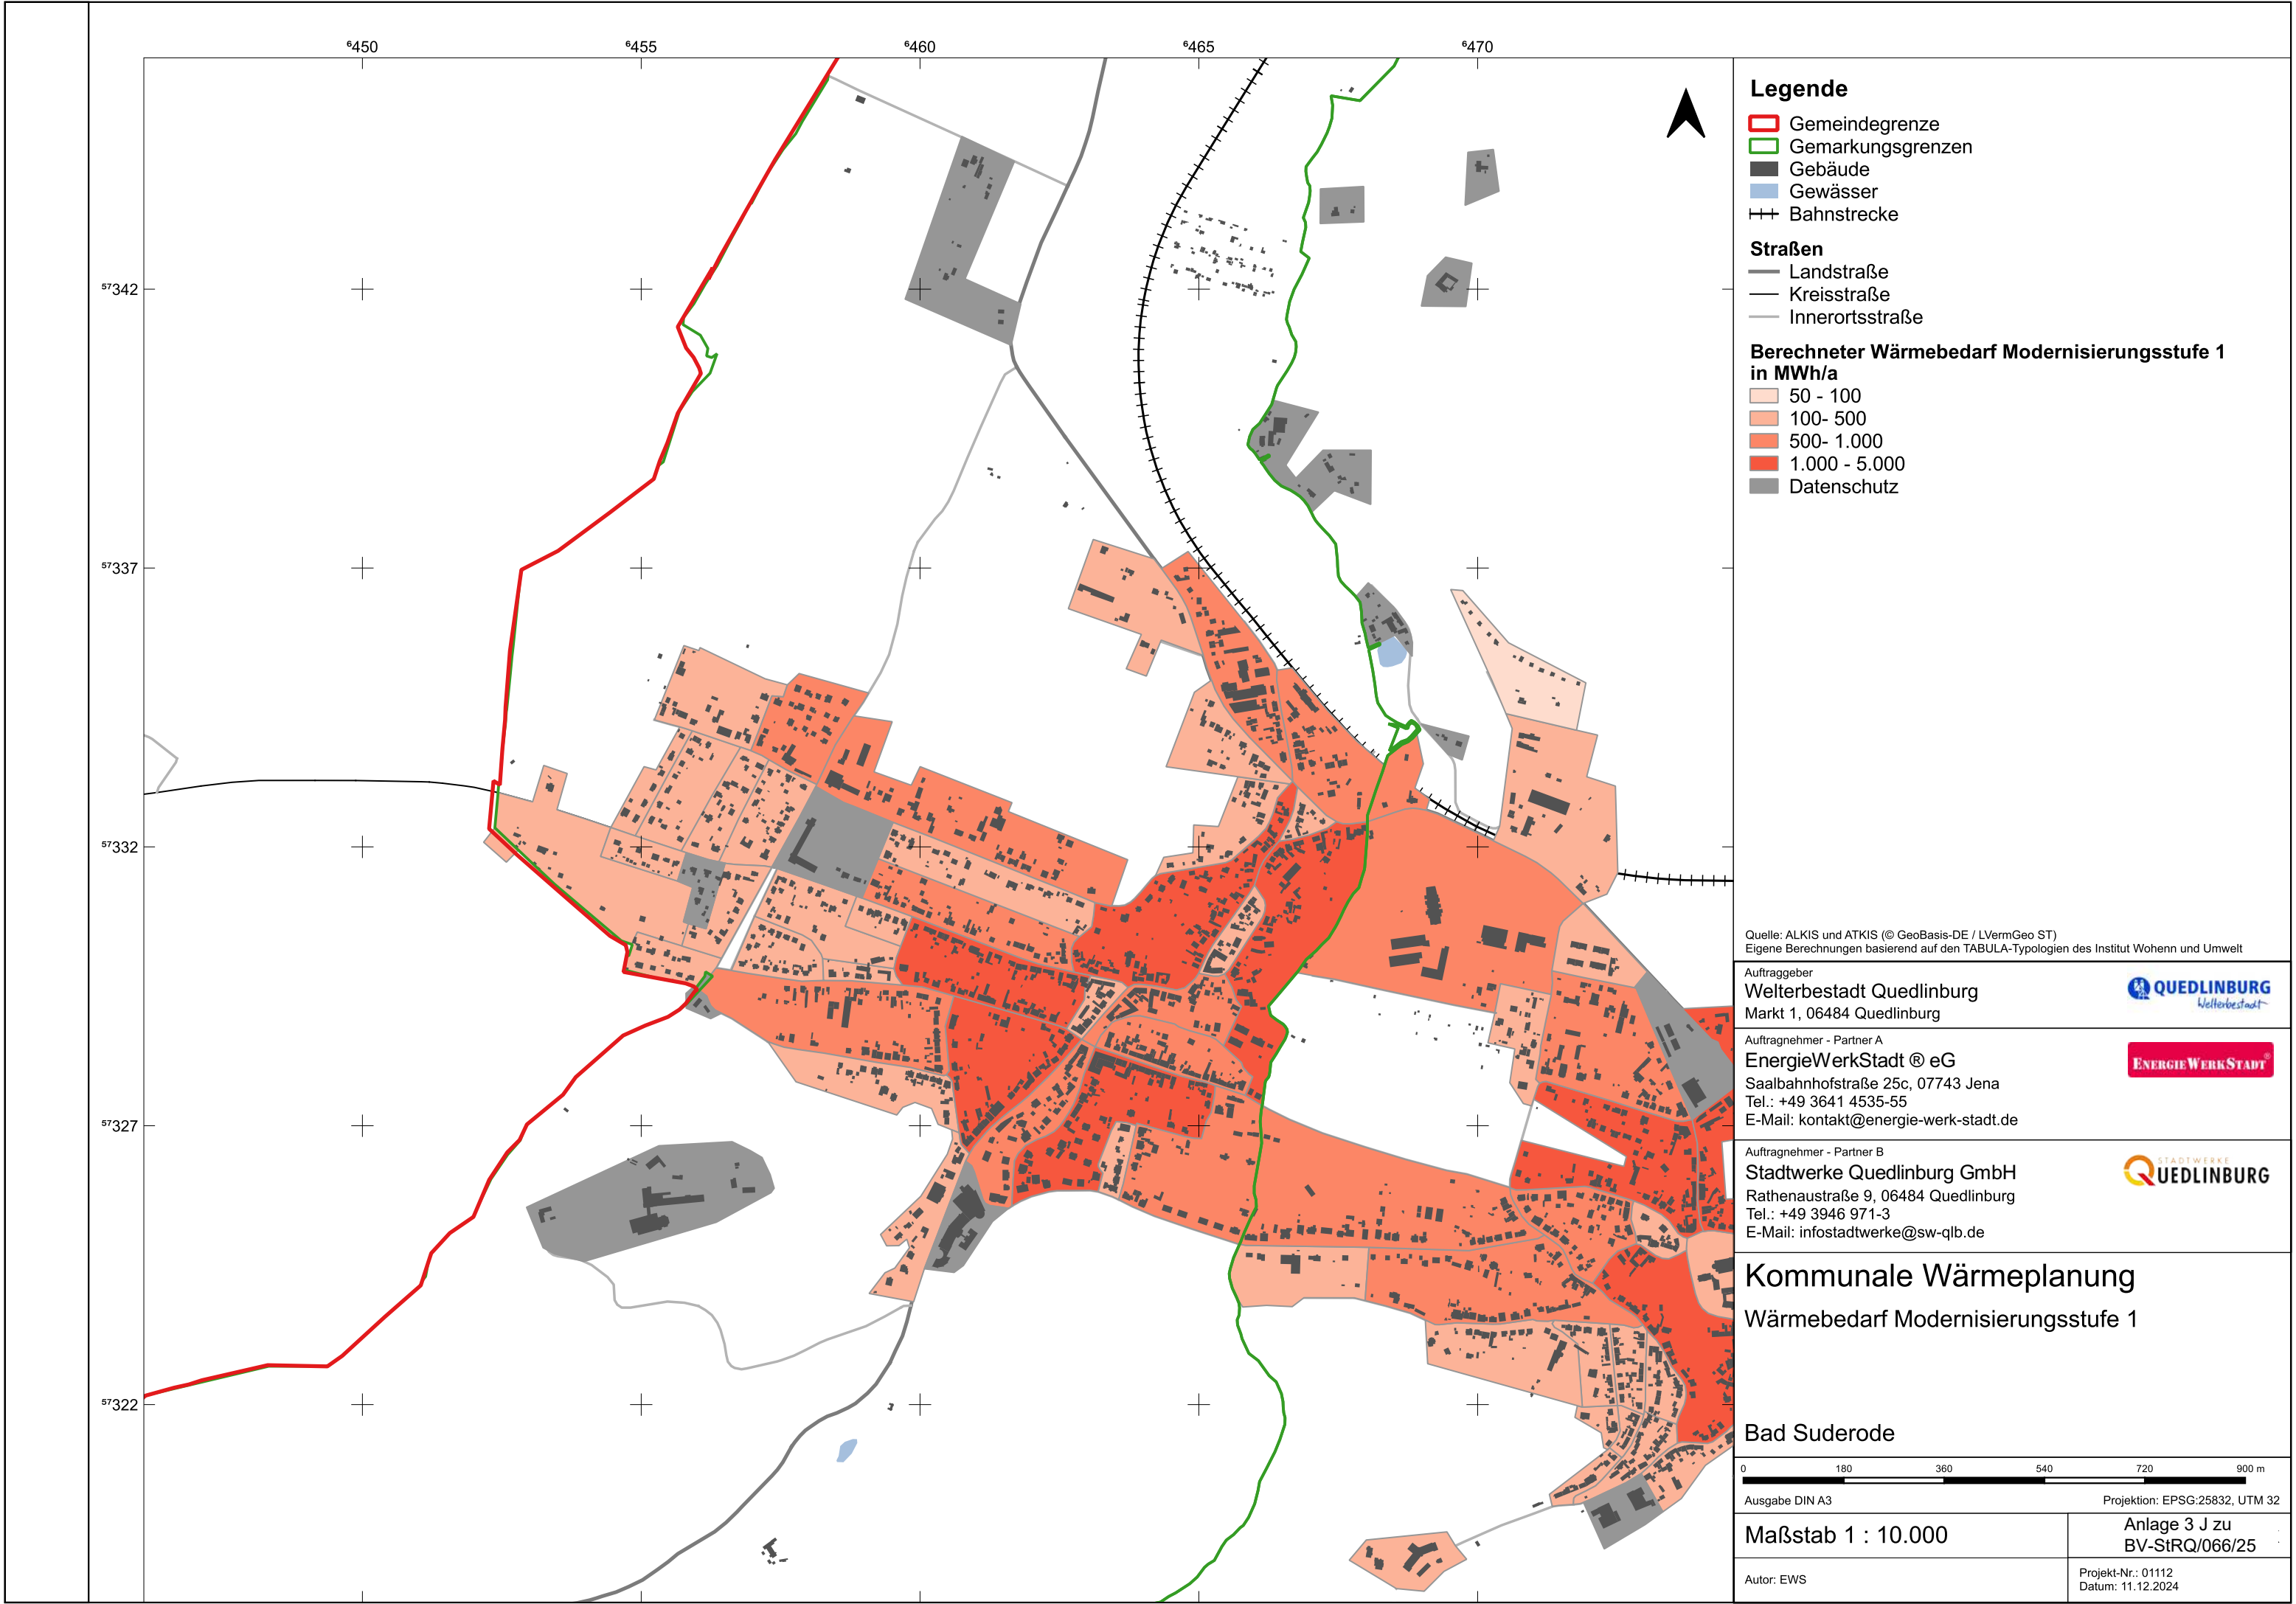 ⁶450
⁶455
⁶460
⁶465
⁶470
⁵⁷342
⁵⁷337
⁵⁷332
⁵⁷327
⁵⁷322
Legende
Gemeindegrenze
Gemarkungsgrenzen
Gebäude
Gewässer
Bahnstrecke
Straßen
Landstraße
Kreisstraße
Innerortsstraße
Berechneter Wärmebedarf Modernisierungsstufe 1
in MWh/a
50 - 100
100- 500
500- 1.000
1.000 - 5.000
Datenschutz
Quelle: ALKIS und ATKIS (© GeoBasis-DE / LVermGeo ST)
Eigene Berechnungen basierend auf den TABULA-Typologien des Institut Wohenn und Umwelt
Auftraggeber
Welterbestadt Quedlinburg
Markt 1, 06484 Quedlinburg
QUEDLINBURG
Welterbestadt
Auftragnehmer - Partner A
EnergieWerkStadt ® eG
Saalbahnhofstraße 25c, 07743 Jena
Tel.: +49 3641 4535-55
E-Mail: kontakt@energie-werk-stadt.de
ENERGIEWERKSTADT®
Auftragnehmer - Partner B
Stadtwerke Quedlinburg GmbH
Rathenaustraße 9, 06484 Quedlinburg
Tel.: +49 3946 971-3
E-Mail: infostadtwerke@sw-qlb.de
STADTWERKE
QUEDLINBURG
Kommunale Wärmeplanung
Wärmebedarf Modernisierungsstufe 1
Bad Suderode
0 180 360 540 720 900 m
Ausgabe DIN A3
Projektion: EPSG:25832, UTM 32
Maßstab 1 : 10.000
Anlage 3 J zu
BV-StRQ/066/25
Autor: EWS
Projekt-Nr.: 01112
Datum: 11.12.2024